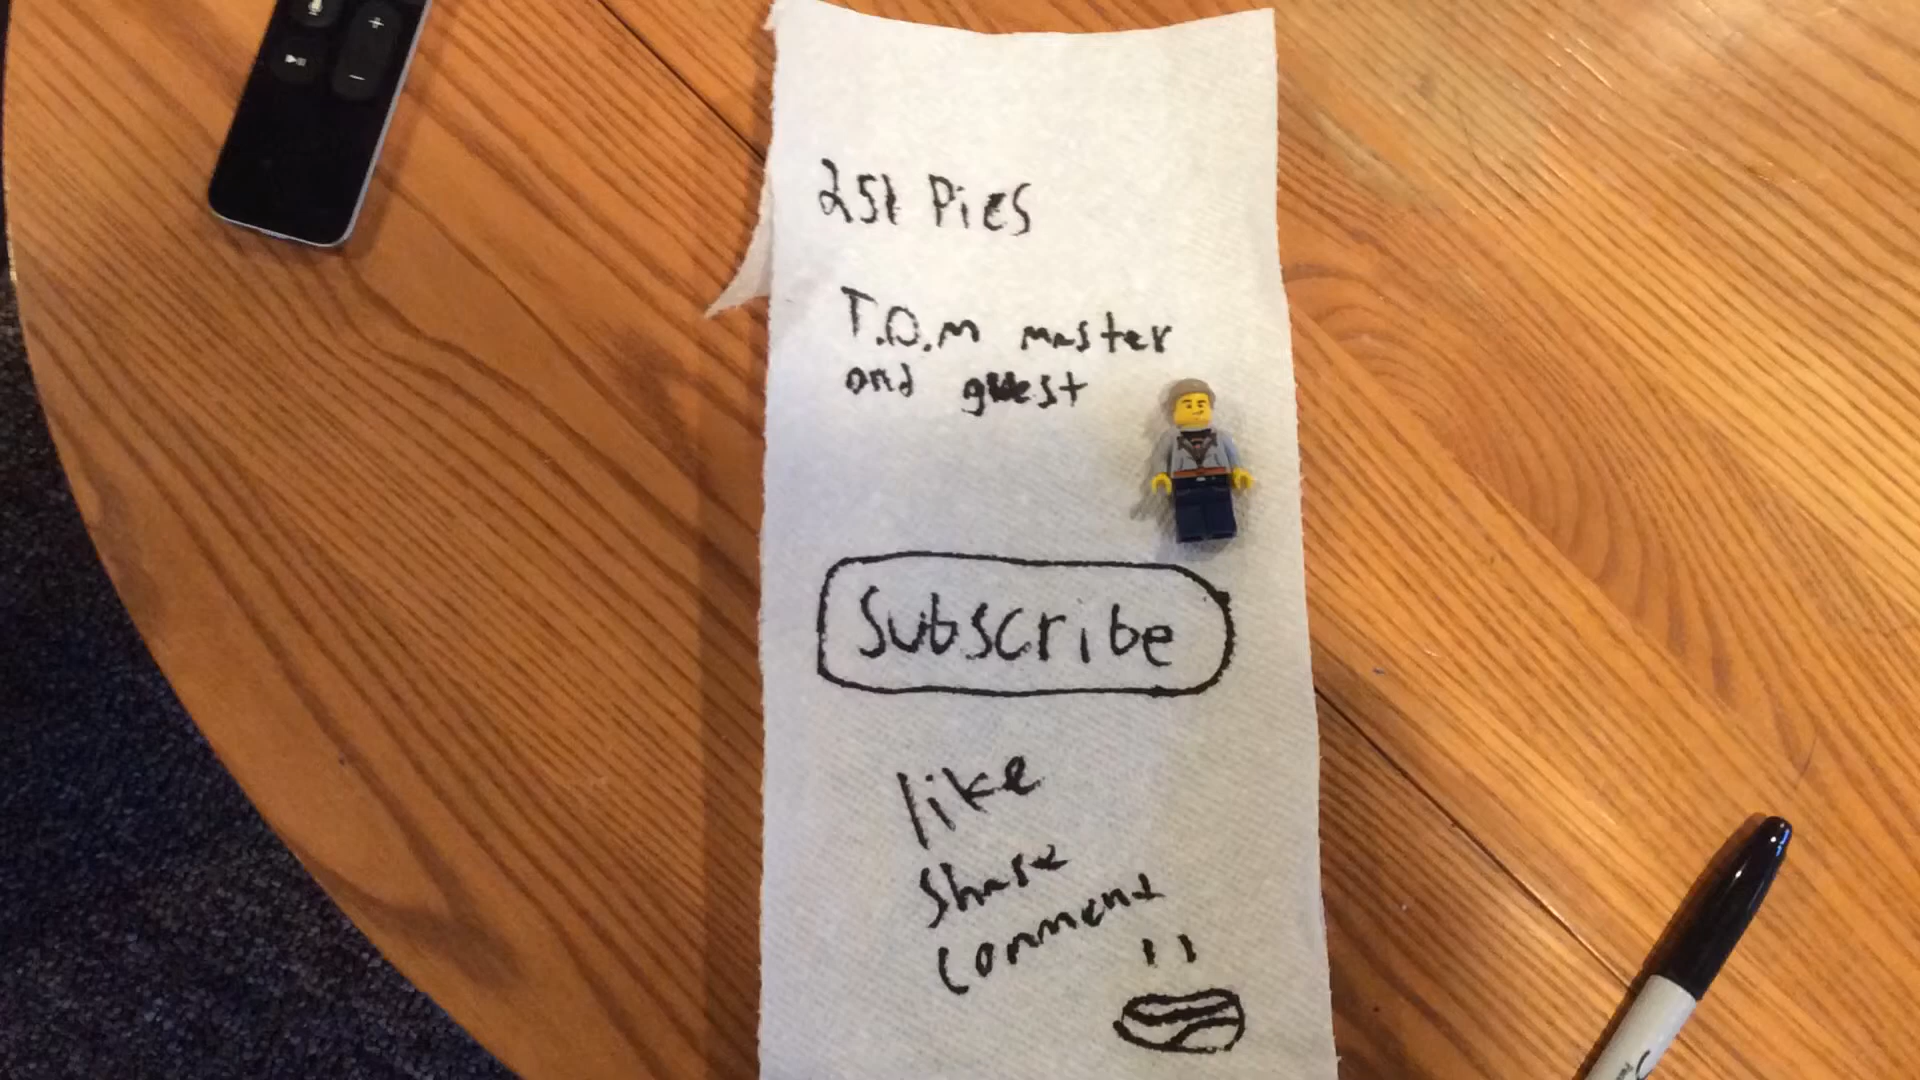 251 Pies
T.O.M master
and guest
Subscribe
like
share
comment